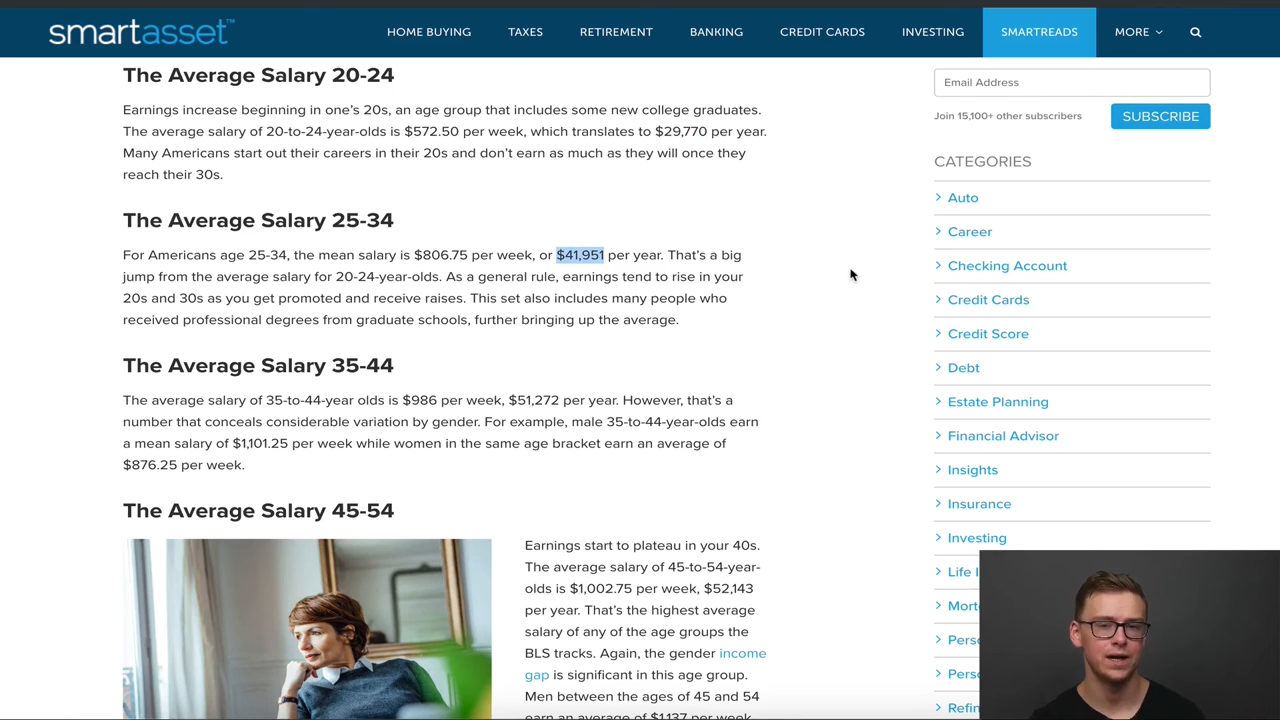 smartasset™
HOME BUYING
TAXES
RETIREMENT
BANKING
CREDIT CARDS
INVESTING
SMARTREADS
MORE
The Average Salary 20-24
Earnings increase beginning in one’s 20s, an age group that includes some new college graduates.
The average salary of 20-to-24-year-olds is $572.50 per week, which translates to $29,770 per year.
Many Americans start out their careers in their 20s and don’t earn as much as they will once they
reach their 30s.
The Average Salary 25-34
For Americans age 25-34, the mean salary is $806.75 per week, or $41,951 per year. That’s a big
jump from the average salary for 20-24-year-olds. As a general rule, earnings tend to rise in your
20s and 30s as you get promoted and receive raises. This set also includes many people who
received professional degrees from graduate schools, further bringing up the average.
The Average Salary 35-44
The average salary of 35-to-44-year olds is $986 per week, $51,272 per year. However, that’s a
number that conceals considerable variation by gender. For example, male 35-to-44-year-olds earn
a mean salary of $1,101.25 per week while women in the same age bracket earn an average of
$876.25 per week.
The Average Salary 45-54
Earnings start to plateau in your 40s.
The average salary of 45-to-54-year-
olds is $1,002.75 per week, $52,143
per year. That’s the highest average
salary of any of the age groups the
BLS tracks. Again, the gender income
gap is significant in this age group.
Men between the ages of 45 and 54
earn an average of $1,137 per week
Email Address
Join 15,100+ other subscribers
SUBSCRIBE
CATEGORIES
Auto
Career
Checking Account
Credit Cards
Credit Score
Debt
Estate Planning
Financial Advisor
Insights
Insurance
Investing
Life
Mort
Pers
Pers
Refin